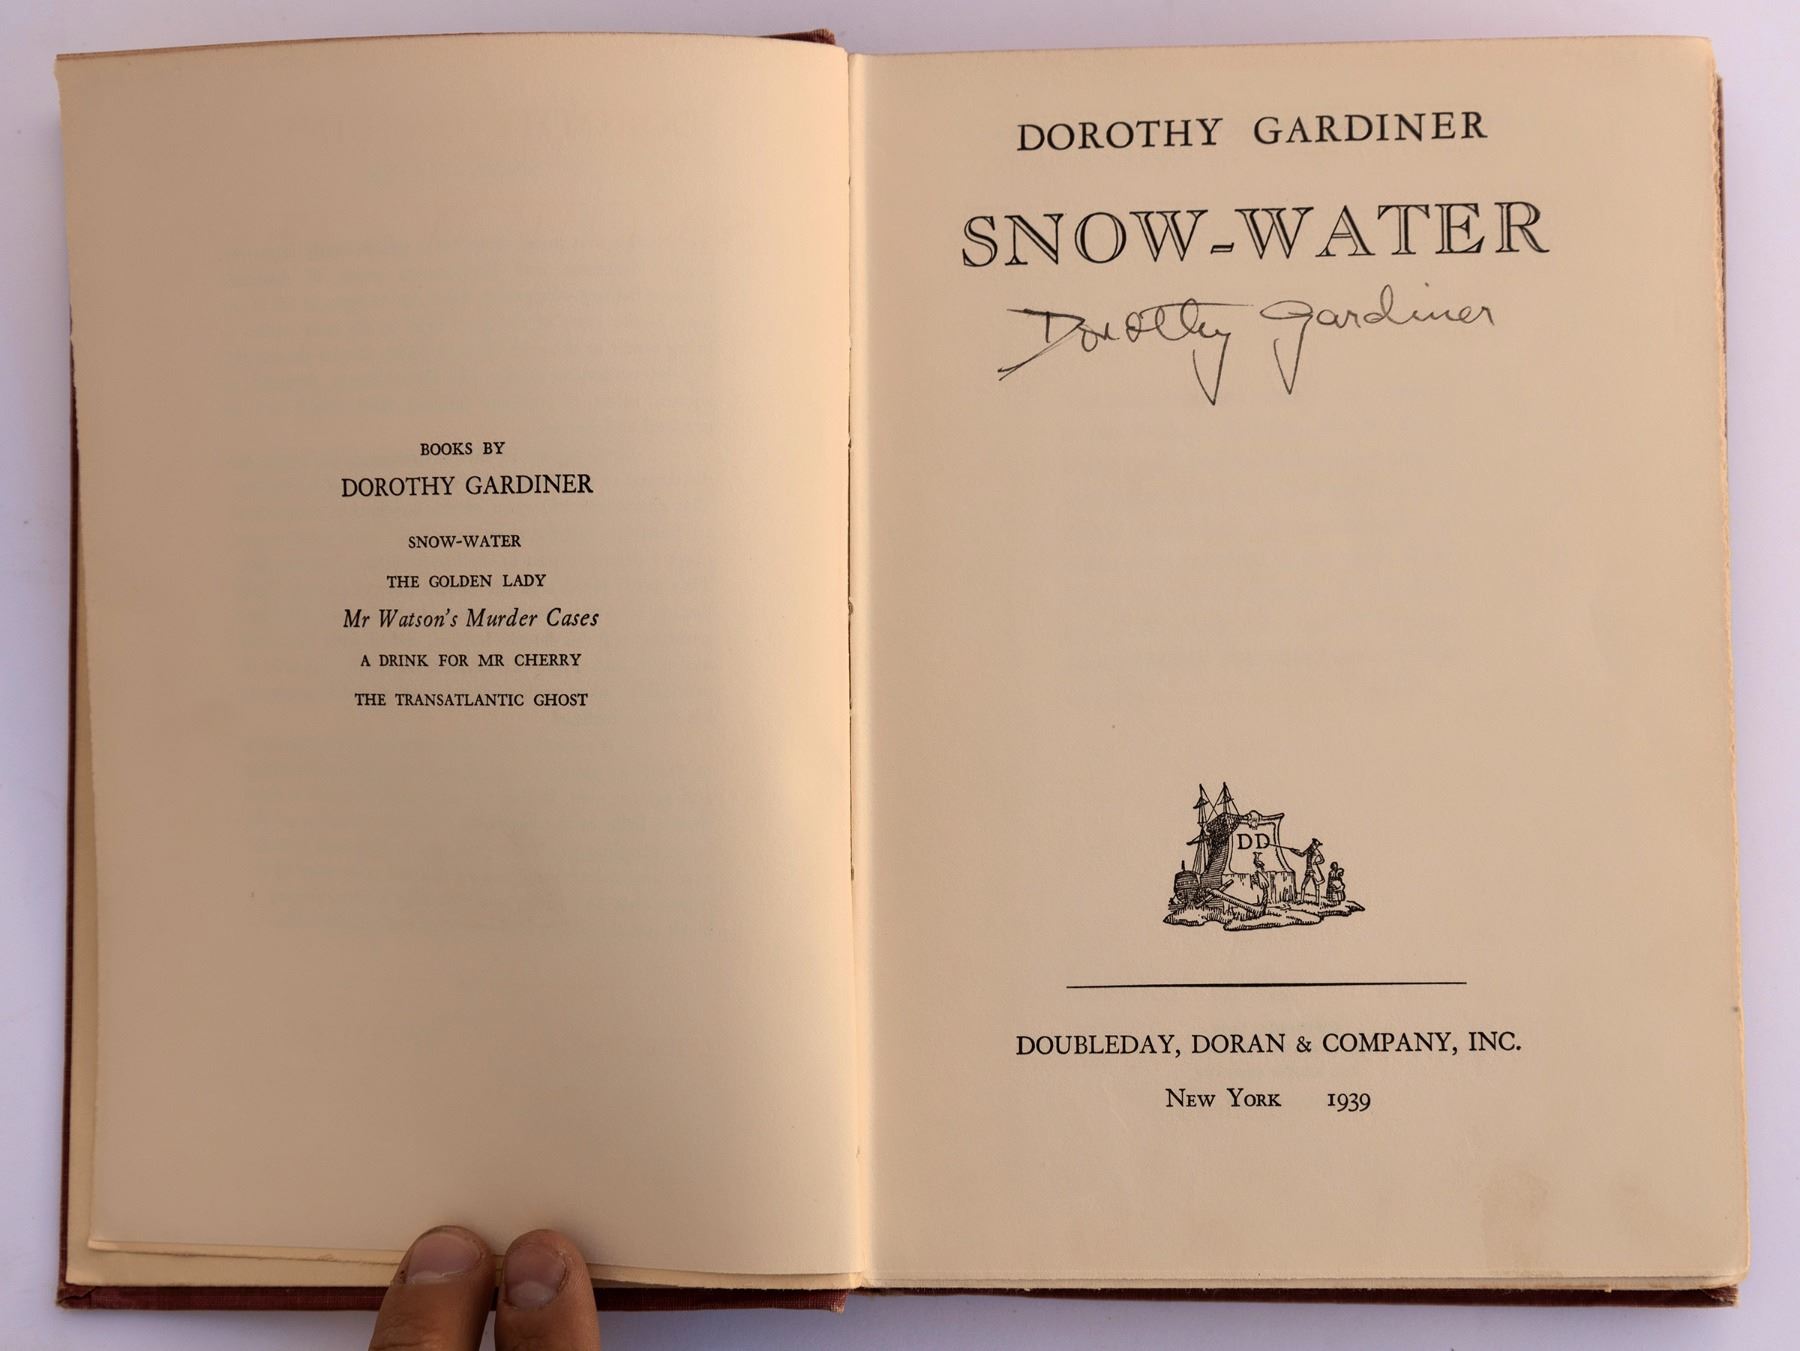 BOOKS BY
DOROTHY GARDINER
SNOW-WATER
THE GOLDEN LADY
Mr Watson's Murder Cases
A DRINK FOR MR CHERRY
THE TRANSATLANTIC GHOST
DOROTHY GARDINER
SNOW-WATER
Dorothy Gardiner
DD
DOUBLEDAY, DORAN & COMPANY, INC.
New York 1939